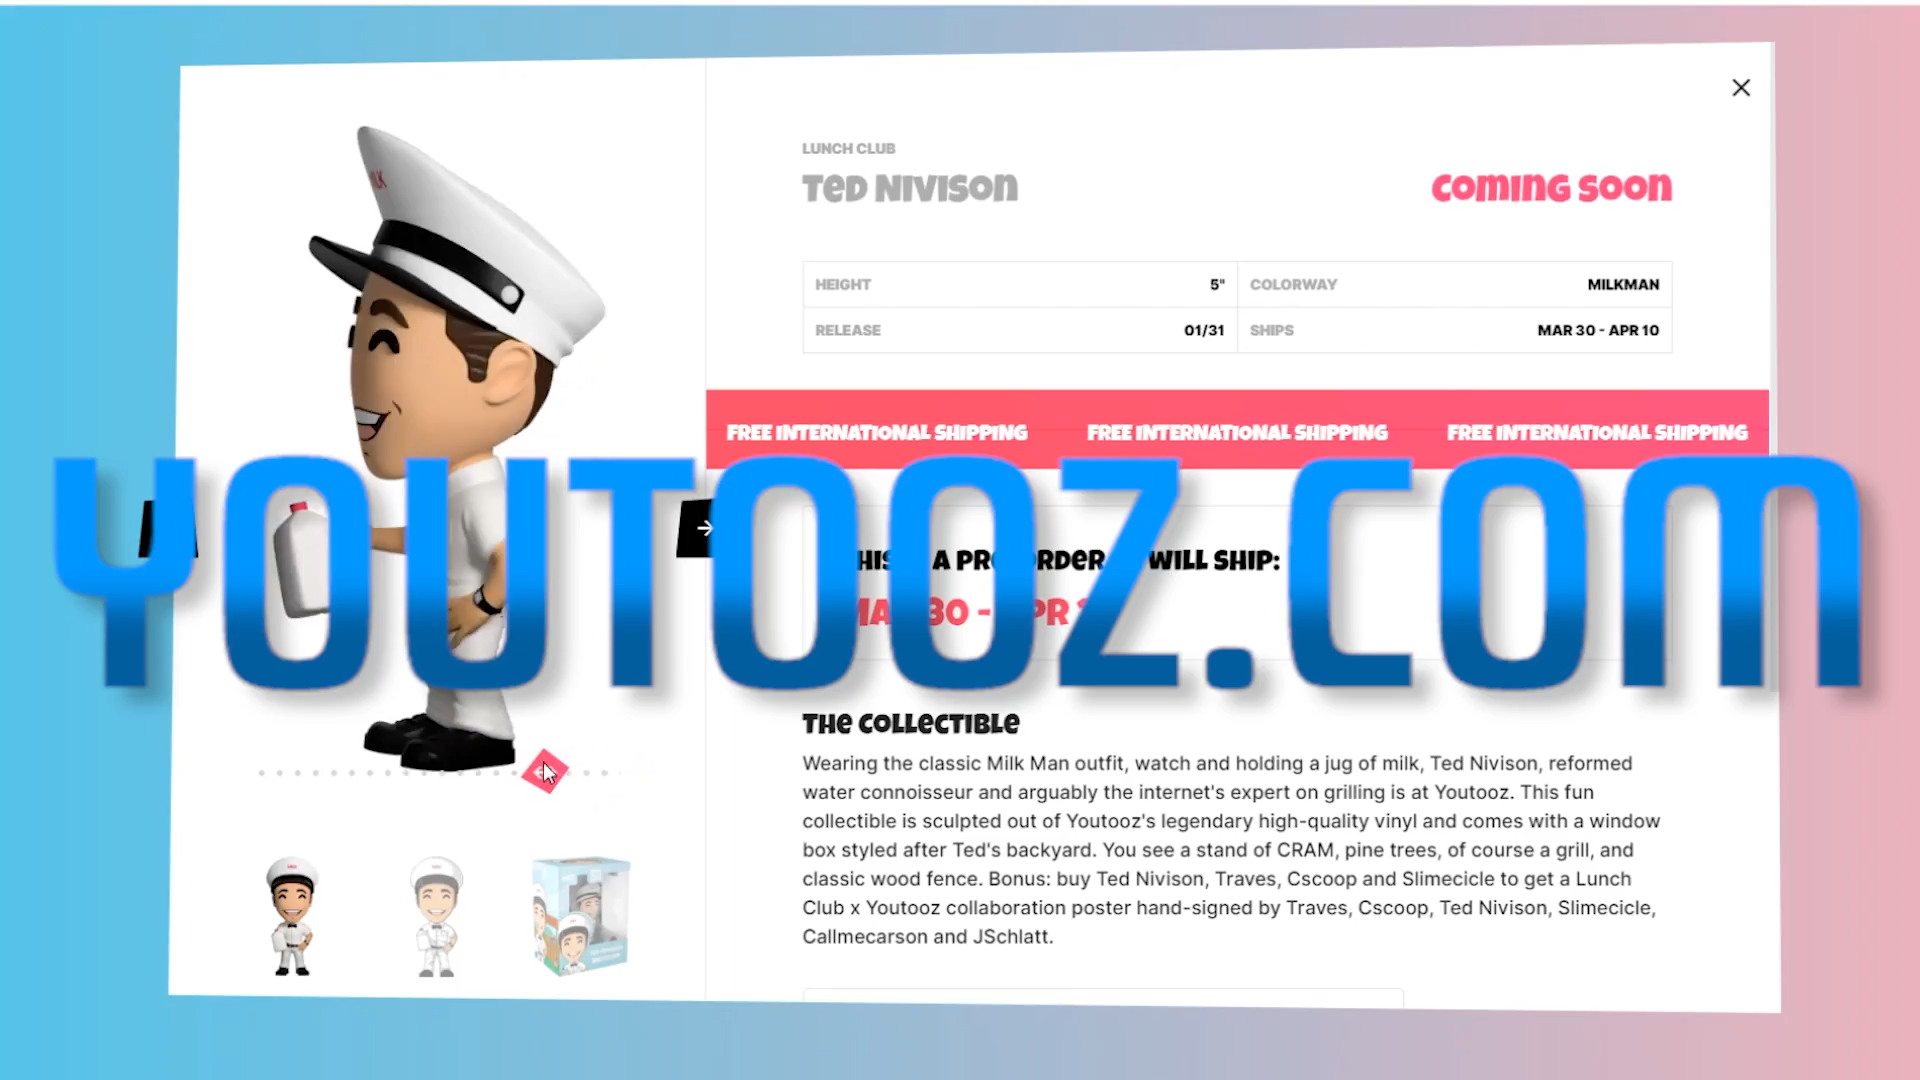 LUNCH CLUB
Ted Nivison
Coming Soon
HEIGHT 5" COLORWAY MILKMAN
RELEASE 01/31 SHIPS MAR 30 - APR 10
FREE INTERNATIONAL SHIPPING FREE INTERNATIONAL SHIPPING FREE INTERNATIONAL SHIPPING
YOUTOOZ.COM
WILL SHIP:
The Collectible
Wearing the classic Milk Man outfit, watch and holding a jug of milk, Ted Nivison, reformed
water connoisseur and arguably the internet's expert on grilling is at Youtooz. This fun
collectible is sculpted out of Youtooz's legendary high-quality vinyl and comes with a window
box styled after Ted's backyard. You see a stand of CRAM, pine trees, of course a grill, and
classic wood fence. Bonus: buy Ted Nivison, Traves, Cscoop and Slimecicle to get a Lunch
Club x Youtooz collaboration poster hand-signed by Traves, Cscoop, Ted Nivison, Slimecicle,
Callmecarson and JSchlatt.